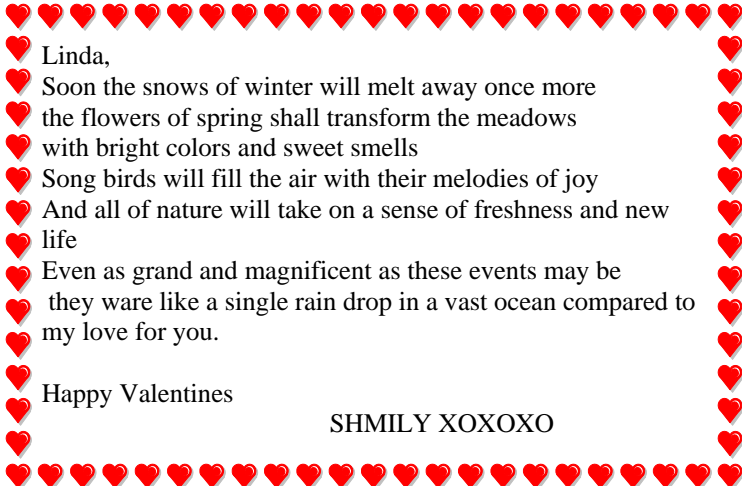 Linda,
Soon the snows of winter will melt away once more
the flowers of spring shall transform the meadows
with bright colors and sweet smells
Song birds will fill the air with their melodies of joy
And all of nature will take on a sense of freshness and new
life
Even as grand and magnificent as these events may be
they ware like a single rain drop in a vast ocean compared to
my love for you.
Happy Valentines
SHMILY XOXOXO